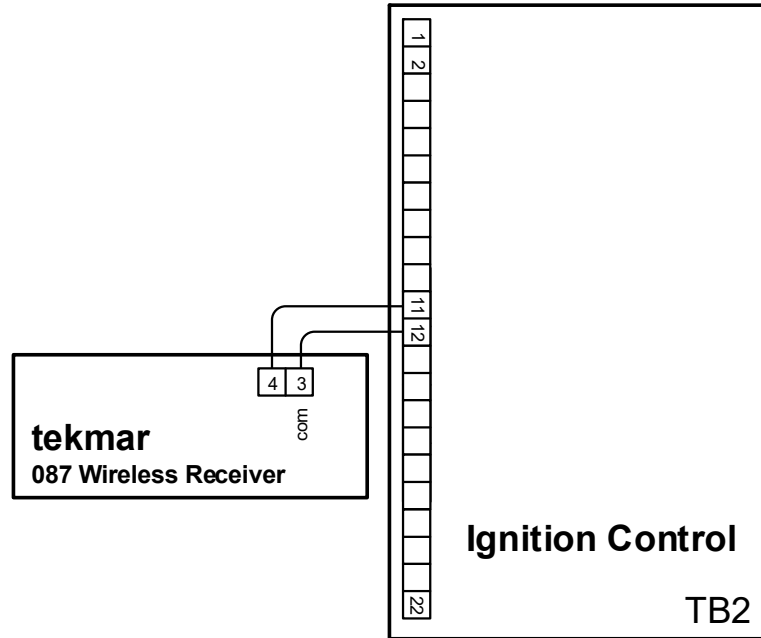 1
2
11
12
4 3
com
tekmar
087 Wireless Receiver
Ignition Control
22
TB2